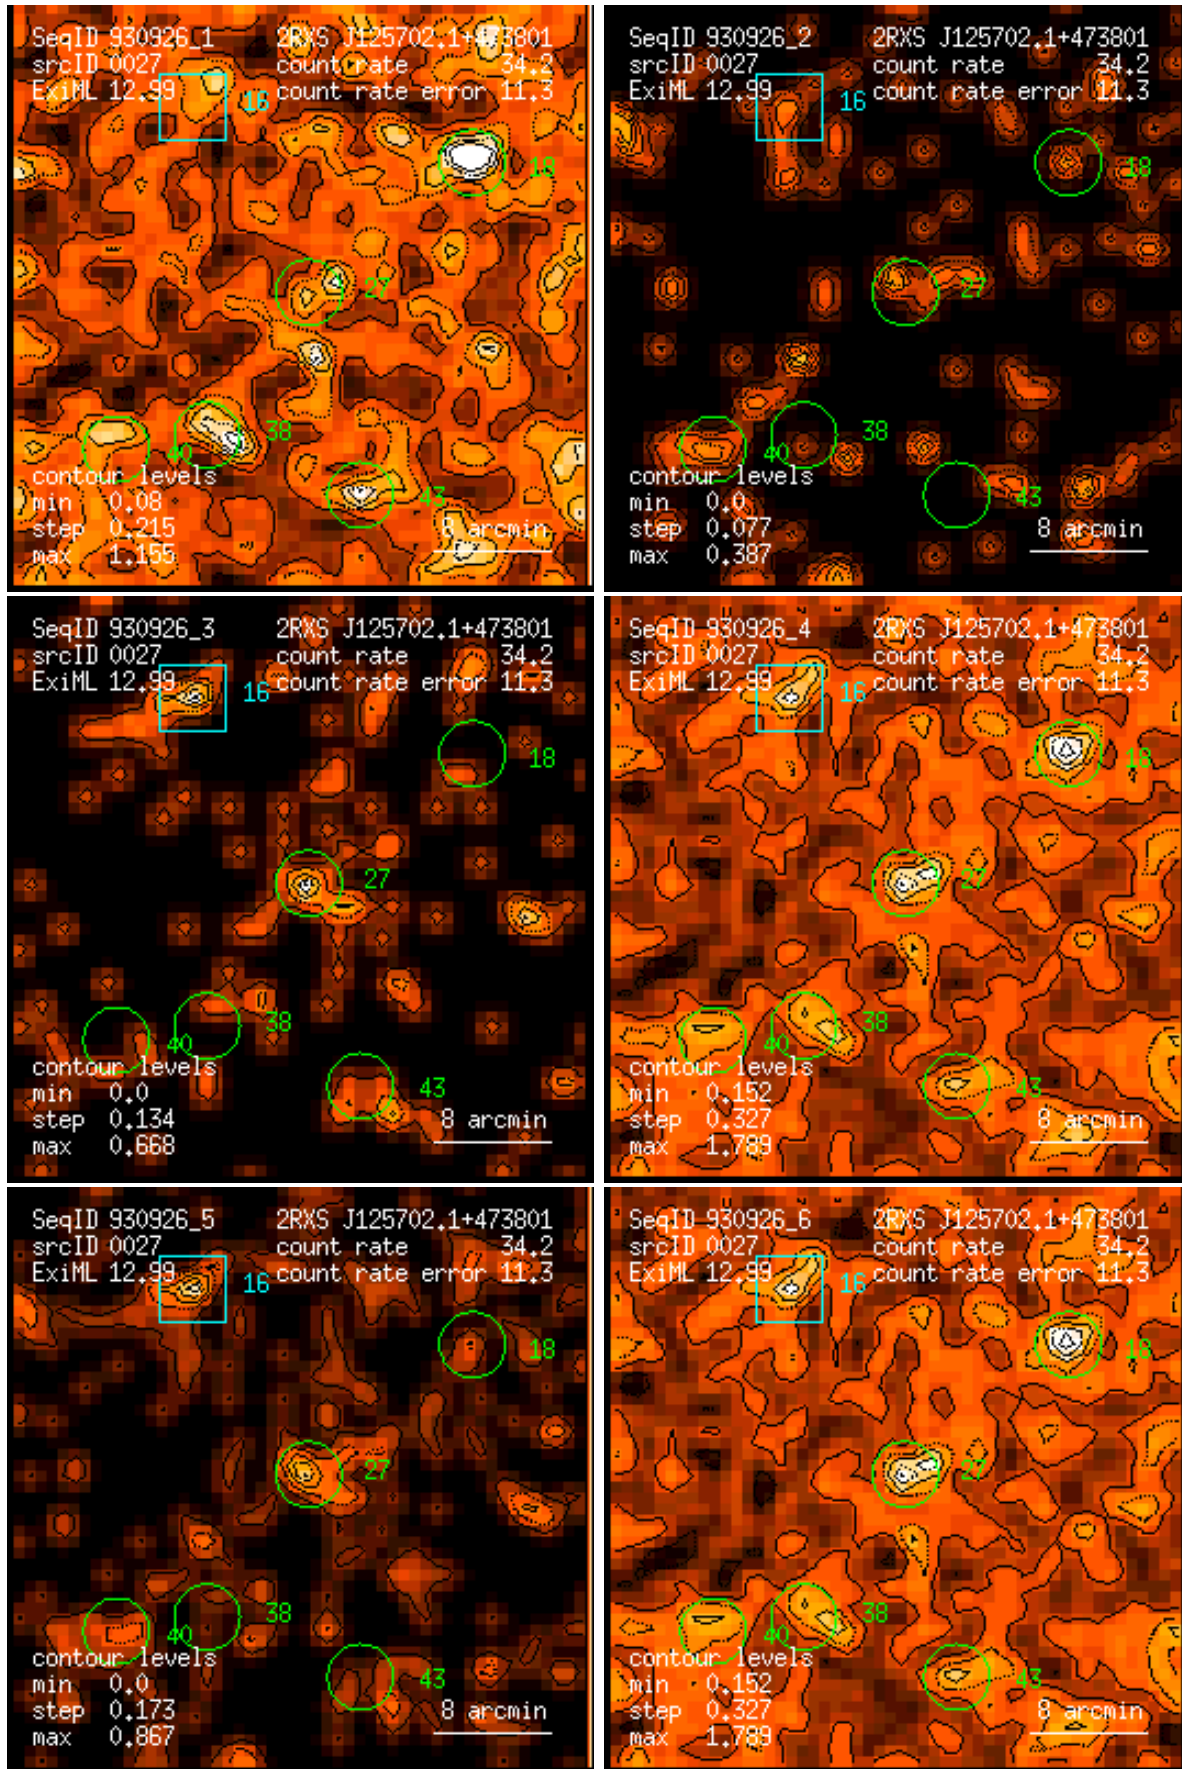 SeqID 930926_1 2RXS J125702.1+473801
srcID 0027 count rate 34.2
ExiML 12.99 16 count rate error 11.3
18
27
38
40
contour levels
min 0.08 43
step 0.215 8 arcmin
max 1.155
SeqID 930926_2 2RXS J125702.1+473801
srcID 0027 count rate 34.2
ExiML 12.99 16 count rate error 11.3
18
27
38
40
contour levels
min 0.0 43
step 0.077 8 arcmin
max 0.387
SeqID 930926_3 2RXS J125702.1+473801
srcID 0027 count rate 34.2
ExiML 12.99 16 count rate error 11.3
18
27
38
40
contour levels
min 0.0 43
step 0.134 8 arcmin
max 0.668
SeqID 930926_4 2RXS J125702.1+473801
srcID 0027 count rate 34.2
ExiML 12.99 16 count rate error 11.3
18
27
38
40
contour levels
min 0.152 43
step 0.327 8 arcmin
max 1.789
SeqID 930926_5 2RXS J125702.1+473801
srcID 0027 count rate 34.2
ExiML 12.99 16 count rate error 11.3
18
27
38
40
contour levels
min 0.0 43
step 0.173 8 arcmin
max 0.867
SeqID 930926_6 2RXS J125702.1+473801
srcID 0027 count rate 34.2
ExiML 12.99 16 count rate error 11.3
18
27
38
40
contour levels
min 0.152 43
step 0.327 8 arcmin
max 1.789